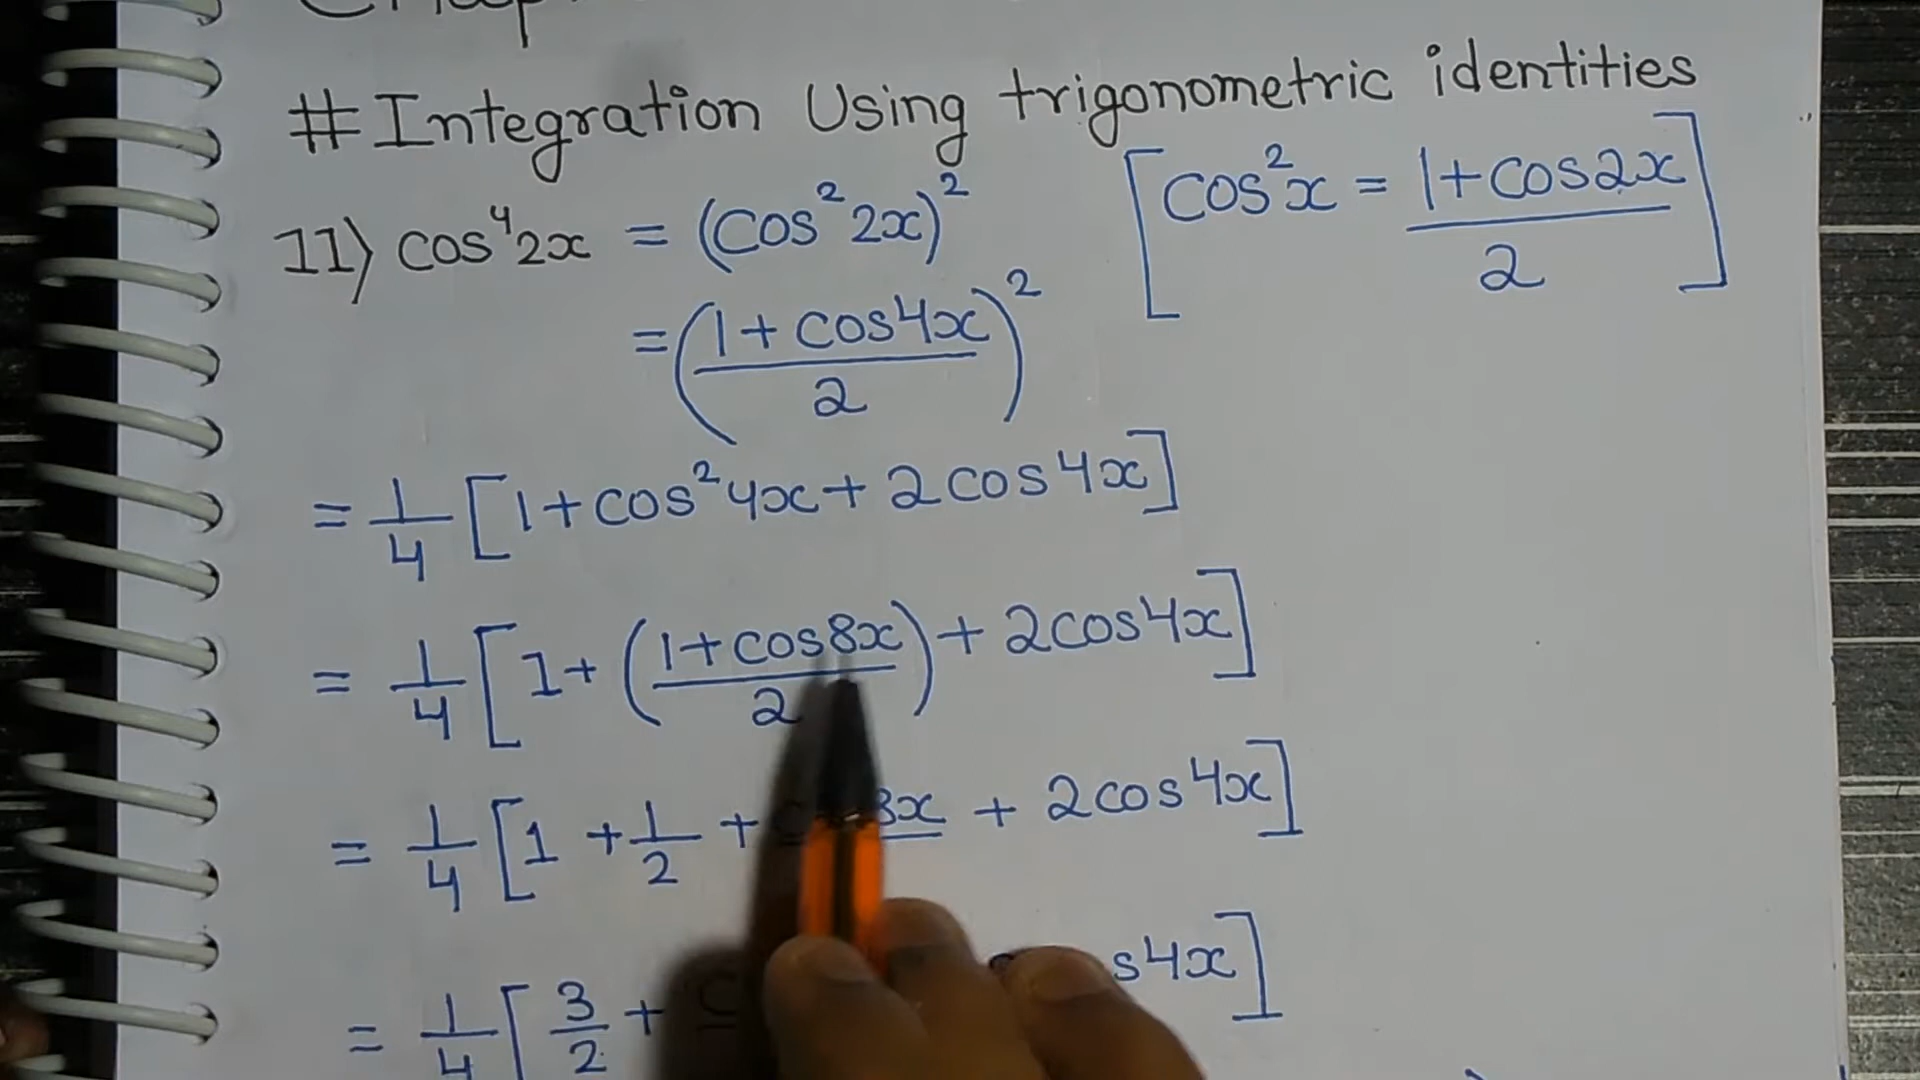 # Integration Using trigonometric identities
11) cos⁴2x = (cos²2x)² [cos²x = (1+cos2x)/2]
= ((1+cos4x)/2)²
= 1/4 [1+cos²4x+2cos4x]
= 1/4 [1+((1+cos8x)/2)+2cos4x]
= 1/4 [1+1/2+ 8x + 2cos4x]
= 1/4 [3/2+ s4x]